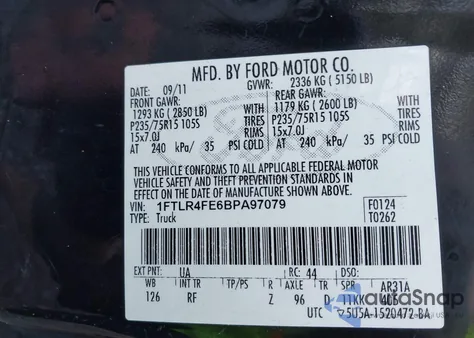 MFD. BY FORD MOTOR CO.
DATE: 09/11 GVWR: 2336 KG ( 5150 LB)
FRONT GAWR: REAR GAWR:
1293 KG ( 2850 LB) WITH 1179 KG ( 2600 LB) WITH
P235/75R15 105S TIRES P235/75R15 105S TIRES
15x7.0J RIMS 15x7.0J RIMS
AT 240 kPa/ 35 PSI COLD AT 240 kPa/ 35 PSI COLD
THIS VEHICLE CONFORMS TO ALL APPLICABLE FEDERAL MOTOR
VEHICLE SAFETY AND THEFT PREVENTION STANDARDS IN
EFFECT ON THE DATE OF MANUFACTURE SHOWN ABOVE.
VIN: 1FTLR4FE6BPA97079 F0124
TYPE: Truck T0262
EXT PNT: UA RC: 44 DSO:
WB INT TR TP/PS R AXLE TR SPR AR31A
126 RF Z 96 D 11KK 406
UTC 5U5A-1520472-BA
autoSnap